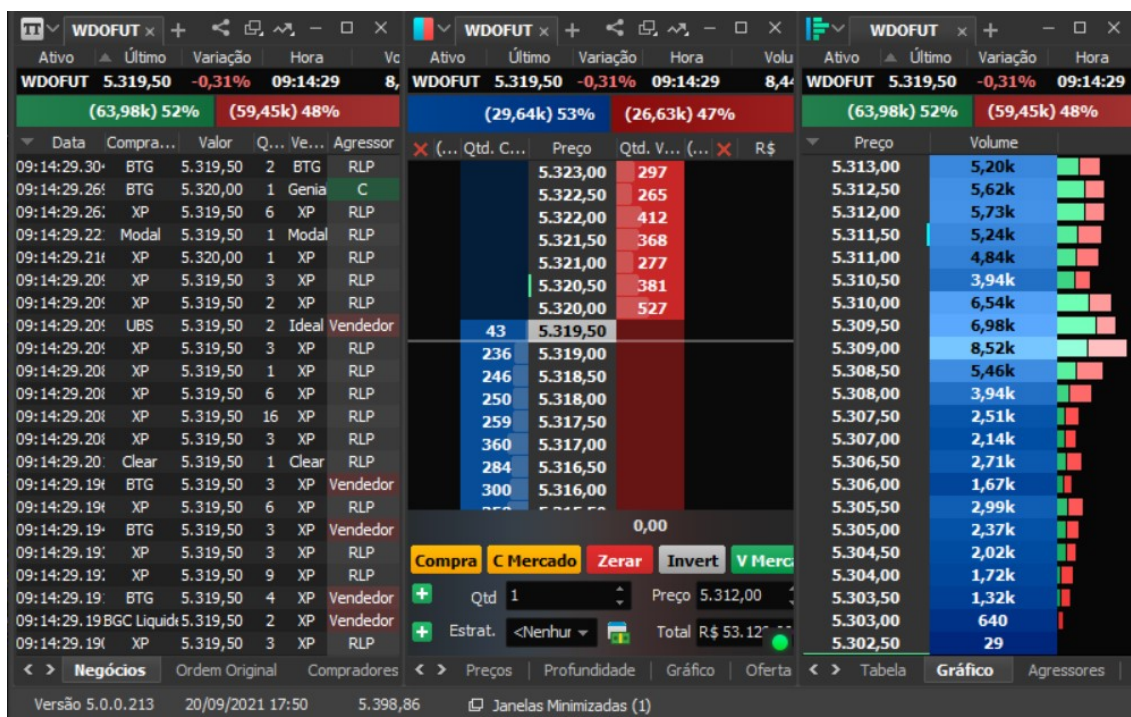 WDOFUT
Ativo Último Variação Hora
WDOFUT 5.319,50 -0,31% 09:14:29 8,
(63,98k) 52% (59,45k) 48%
Data Compra... Valor Q... Ve... Agressor
09:14:29.30 BTG 5.319,50 2 BTG RLP
09:14:29.26 BTG 5.320,00 1 Genia C
09:14:29.26 XP 5.319,50 6 XP RLP
09:14:29.22 Modal 5.319,50 1 Modal RLP
09:14:29.21 XP 5.320,00 1 XP RLP
09:14:29.20 XP 5.319,50 3 XP RLP
09:14:29.20 XP 5.319,50 2 XP RLP
09:14:29.20 UBS 5.319,50 2 Ideal Vendedor
09:14:29.20 XP 5.319,50 3 XP RLP
09:14:29.20 XP 5.319,50 1 XP RLP
09:14:29.20 XP 5.319,50 6 XP RLP
09:14:29.20 XP 5.319,50 16 XP RLP
09:14:29.20 XP 5.319,50 3 XP RLP
09:14:29.20 Clear 5.319,50 1 Clear RLP
09:14:29.19 BTG 5.319,50 3 XP Vendedor
09:14:29.19 XP 5.319,50 6 XP RLP
09:14:29.19 BTG 5.319,50 3 XP Vendedor
09:14:29.19 XP 5.319,50 3 XP RLP
09:14:29.19 XP 5.319,50 9 XP RLP
09:14:29.19 BTG 5.319,50 4 XP Vendedor
09:14:29.19 BGC Liquid 5.319,50 2 XP Vendedor
09:14:29.19 XP 5.319,50 3 XP RLP
Negócios Ordem Original Compradores
WDOFUT
Ativo Último Variação Hora Volu
WDOFUT 5.319,50 -0,31% 09:14:29 8,44
(29,64k) 53% (26,63k) 47%
(... Qtd. C... Preço Qtd. V... (... R$
5.323,00 297
5.322,50 265
5.322,00 412
5.321,50 368
5.321,00 277
5.320,50 381
5.320,00 527
43 5.319,50
236 5.319,00
246 5.318,50
250 5.318,00
259 5.317,50
360 5.317,00
284 5.316,50
300 5.316,00
0,00
Compra C Mercado Zerar Invert V Merc
Qtd 1 Preço 5.312,00
Estrat. <Nenhur Total R$ 53.12
Preços Profundidade Gráfico Oferta
WDOFUT
Ativo Último Variação Hora
WDOFUT 5.319,50 -0,31% 09:14:29
(63,98k) 52% (59,45k) 48%
Preço Volume
5.313,00 5,20k
5.312,50 5,62k
5.312,00 5,73k
5.311,50 5,24k
5.311,00 4,84k
5.310,50 3,94k
5.310,00 6,54k
5.309,50 6,98k
5.309,00 8,52k
5.308,50 5,46k
5.308,00 3,94k
5.307,50 2,51k
5.307,00 2,14k
5.306,50 2,71k
5.306,00 1,67k
5.305,50 2,99k
5.305,00 2,37k
5.304,50 2,02k
5.304,00 1,72k
5.303,50 1,32k
5.303,00 640
5.302,50 29
Tabela Gráfico Agressores
Versão 5.0.0.213 20/09/2021 17:50 5.398,86 Janelas Minimizadas (1)